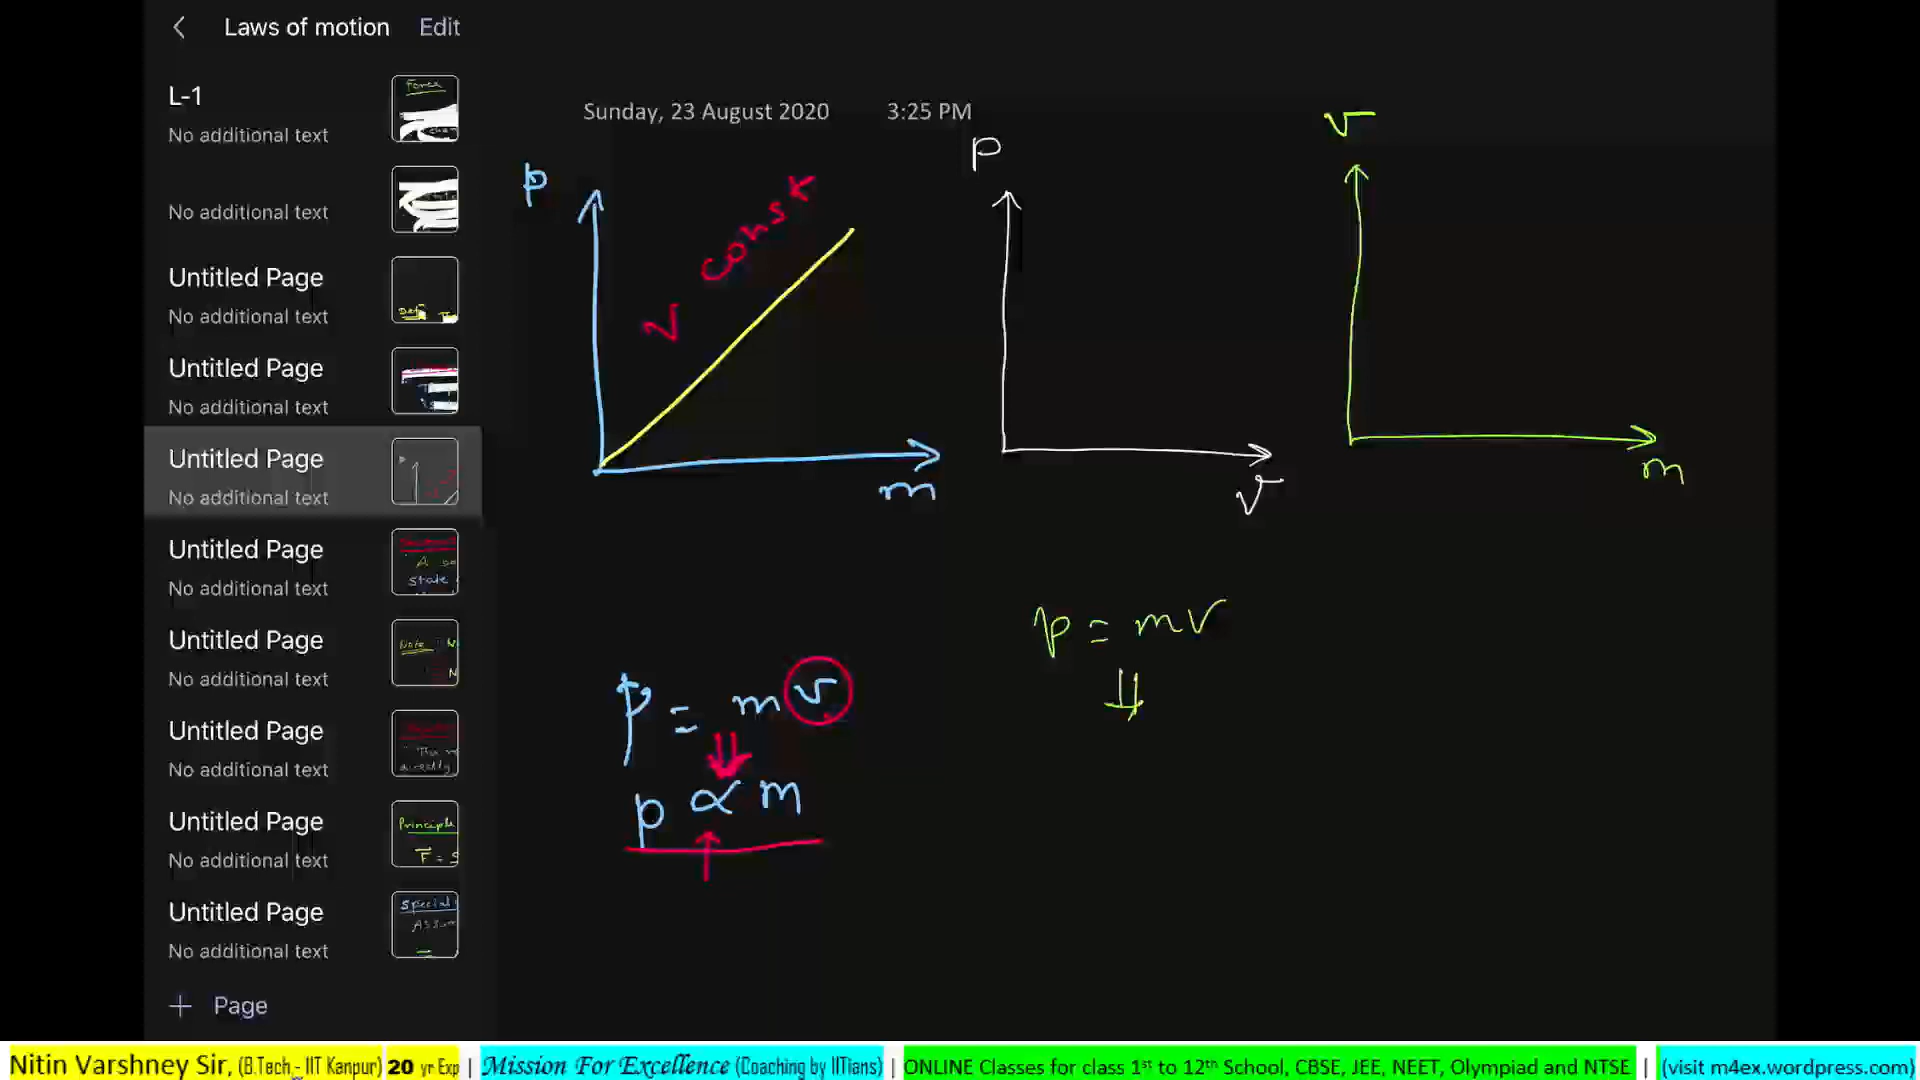 Laws of motion Edit
L-1
No additional text
No additional text
Untitled Page
No additional text
Untitled Page
No additional text
Untitled Page
No additional text
Untitled Page
No additional text
Untitled Page
No additional text
Untitled Page
No additional text
Untitled Page
No additional text
Untitled Page
No additional text
+ Page
Force
Note
Principle
Special
A
state
Sunday, 23 August 2020 3:25 PM
p
v const
m
p
v
v
m
p = mv
⇓
p ∝ m
p = mv
⇓
Nitin Varshney Sir, (B.Tech.- IIT Kanpur) 20 yr Exp | Mission For Excellence (Coaching by IITians) | ONLINE Classes for class 1st to 12th School, CBSE, JEE, NEET, Olympiad and NTSE | (visit m4ex.wordpress.com)